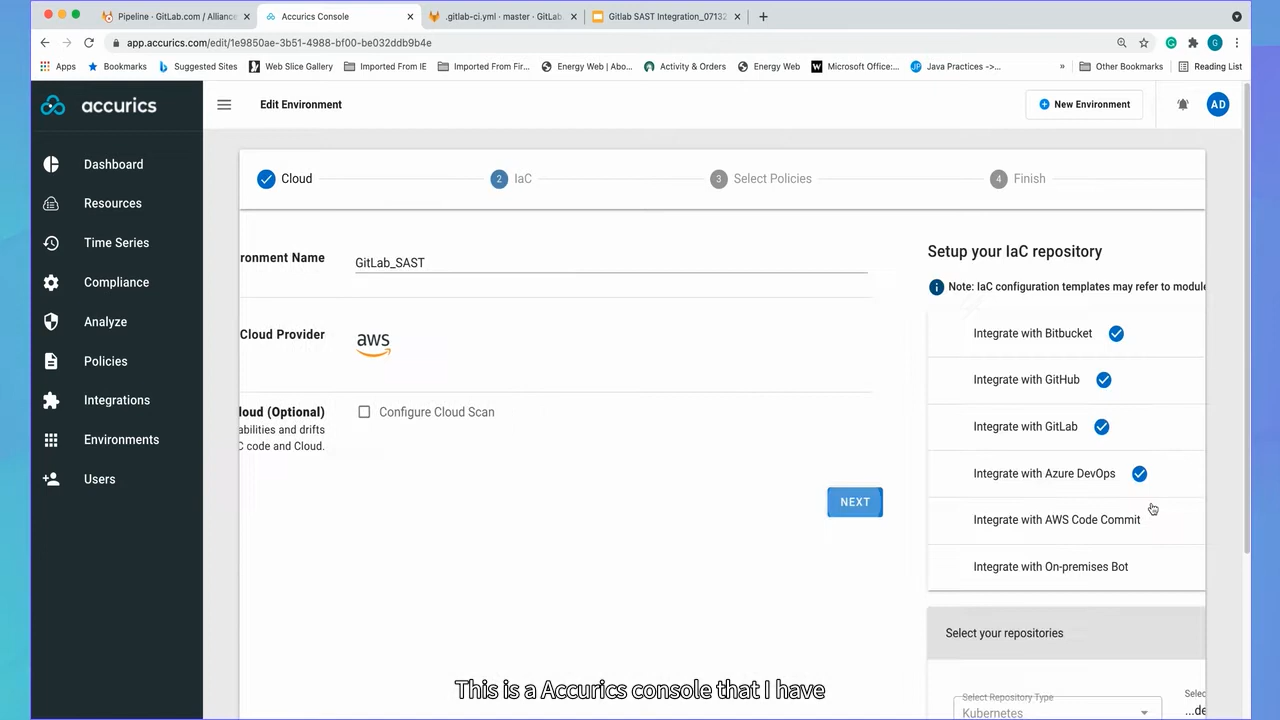 Pipeline · GitLab.com / Alliance
Accurics Console
.gitlab-ci.yml · master · GitLab
Gitlab SAST Integration_07132
app.accurics.com/edit/1e9850ae-3b51-4988-bf00-be032ddb9b4e
Apps
Bookmarks
Suggested Sites
Web Slice Gallery
Imported From IE
Imported From Fir...
Energy Web | Abo...
Activity & Orders
Energy Web
Microsoft Office:...
Java Practices ->...
»
Other Bookmarks
Reading List
accurics
Edit Environment
New Environment
AD
Dashboard
Resources
Time Series
Compliance
Analyze
Policies
Integrations
Environments
Users
Cloud
2 IaC
3 Select Policies
4 Finish
ronment Name
GitLab_SAST
Cloud Provider
aws
loud (Optional)
Configure Cloud Scan
abilities and drifts
C code and Cloud.
NEXT
Setup your IaC repository
Note: IaC configuration templates may refer to module
Integrate with Bitbucket
Integrate with GitHub
Integrate with GitLab
Integrate with Azure DevOps
Integrate with AWS Code Commit
Integrate with On-premises Bot
Select your repositories
Select Repository Type
Kubernetes
Selec
...de
This is a Accurics console that I have